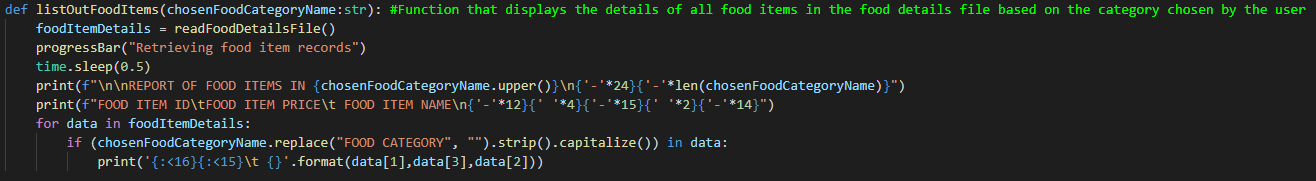 def listOutFoodItems(chosenFoodCategoryName:str): #Function that displays the details of all food items in the food details file based on the category chosen by the user
    foodItemDetails = readFoodDetailsFile()
    progressBar("Retrieving food item records")
    time.sleep(0.5)
    print(f"\n\nREPORT OF FOOD ITEMS IN {chosenFoodCategoryName.upper()}\n{'-'*24}{'-'*len(chosenFoodCategoryName)}")
    print(f"FOOD ITEM ID\tFOOD ITEM PRICE\t FOOD ITEM NAME\n{'-'*12}{' '*4}{'-'*15}{' '*2}{'-'*14}")
    for data in foodItemDetails:
        if (chosenFoodCategoryName.replace("FOOD CATEGORY", "").strip().capitalize()) in data:
            print('{:<16}{:<15}\t {}'.format(data[1],data[3],data[2]))